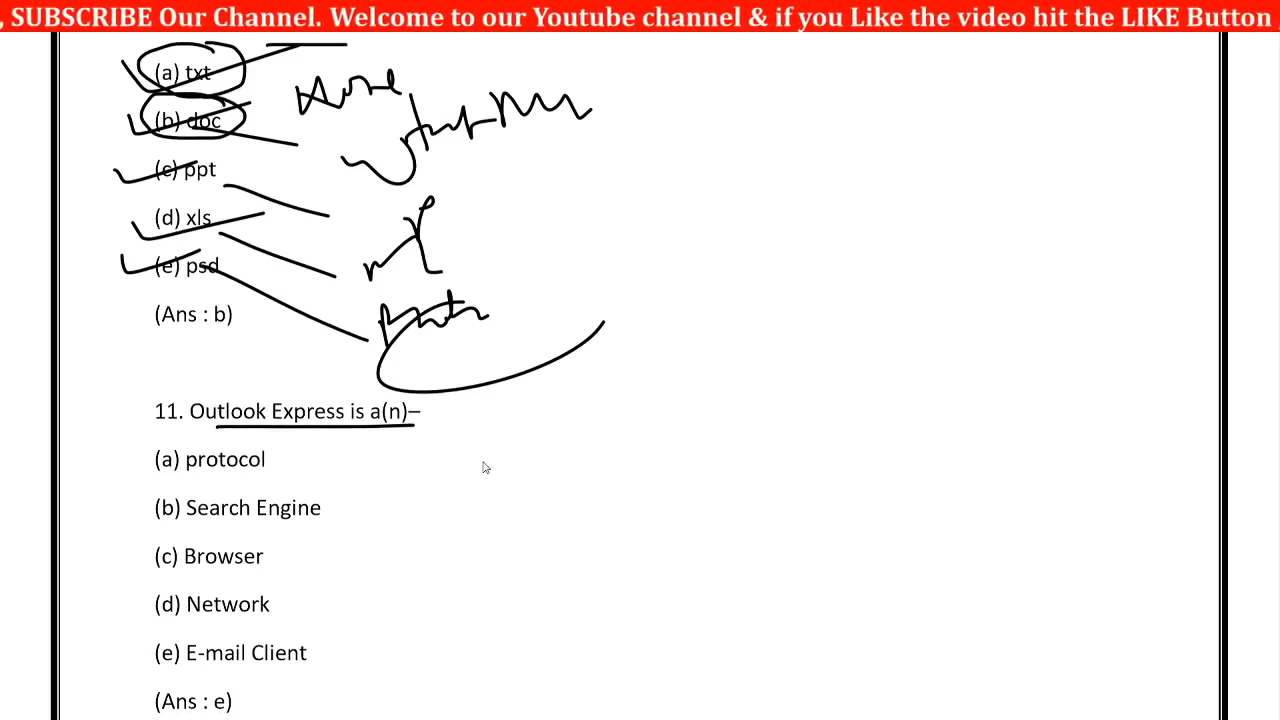 , SUBSCRIBE Our Channel. Welcome to our Youtube channel & if you Like the video hit the LIKE Button
(a) txt
(b) doc
(c) ppt
(d) xls
(e) psd
(Ans : b)
11. Outlook Express is a(n)–
(a) protocol
(b) Search Engine
(c) Browser
(d) Network
(e) E-mail Client
(Ans : e)